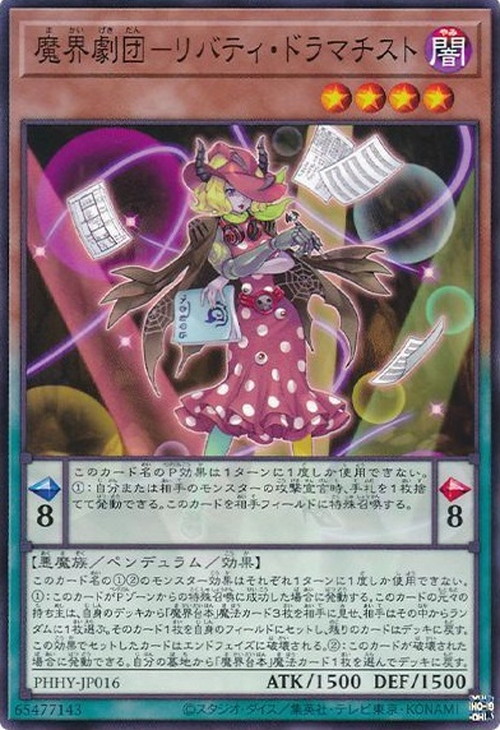 魔界劇団－リバティ・ドラマチスト
闇
このカード名のＰ効果は１ターンに１度しか使用できない。
①：自分または相手のモンスターの攻撃宣言時、手札を１枚捨
てて発動できる。このカードを相手フィールドに特殊召喚する。
8
8
【悪魔族／ペンデュラム／効果】
このカード名の①②のモンスター効果はそれぞれ１ターンに１度しか使用できない。
①：このカードがＰゾーンからの特殊召喚に成功した場合に発動する。このカードの元々の
持ち主は、自身のデッキから「魔界台本」魔法カード３枚を相手に見せ、相手はその中からラン
ダムに１枚選ぶ。そのカード１枚を自身のフィールドにセットし、残りのカードはデッキに戻す。
この効果でセットしたカードはエンドフェイズに破壊される。②：このカードが破壊された
場合に発動できる。自分の墓地から「魔界台本」魔法カード１枚を選んでデッキに戻す。
PHHY-JP016
ATK/1500 DEF/1500
65477143
©スタジオ・ダイス／集英社・テレビ東京・KONAMI